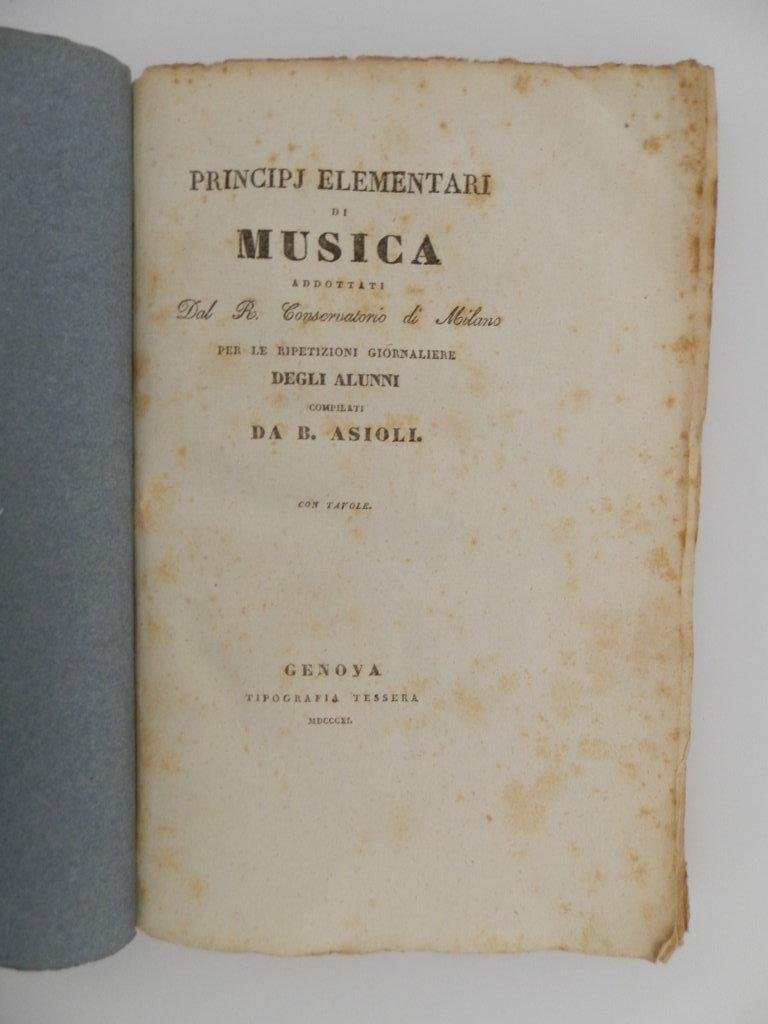 PRINCIPJ ELEMENTARI
DI
MUSICA
ADDOTTATI
Dal R. Conservatorio di Milano
PER LE RIPETIZIONI GIORNALIERE
DEGLI ALUNNI
COMPILATI
DA B. ASIOLI.
CON TAVOLE.
GENOVA
TIPOGRAFIA TESSERA
MDCCCXI.